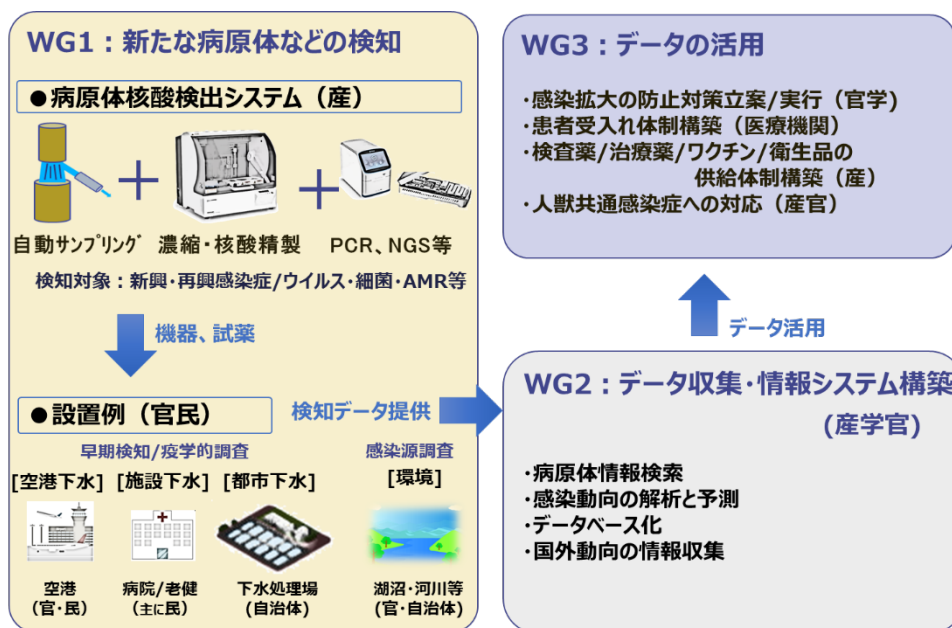 WG1：新たな病原体などの検知
●病原体核酸検出システム（産）
自動ｻﾝﾌﾟﾘﾝｸﾞ
濃縮・核酸精製
PCR、NGS等
検知対象：新興・再興感染症/ウイルス・細菌・AMR等
機器、試薬
●設置例（官民）
検知データ提供
早期検知/疫学的調査
感染源調査
[空港下水]
[施設下水]
[都市下水]
[環境]
空港
（官・民）
病院/老健
（主に民）
下水処理場
(自治体）
湖沼・河川等
（官・自治体）
WG3：データの活用
・感染拡大の防止対策立案/実行（官学）
・患者受入れ体制構築（医療機関）
・検査薬/治療薬/ワクチン/衛生品の
供給体制構築（産）
・人獣共通感染症への対応（産官）
データ活用
WG2：データ収集・情報システム構築
(産学官）
・病原体情報検索
・感染動向の解析と予測
・データベース化
・国外動向の情報収集